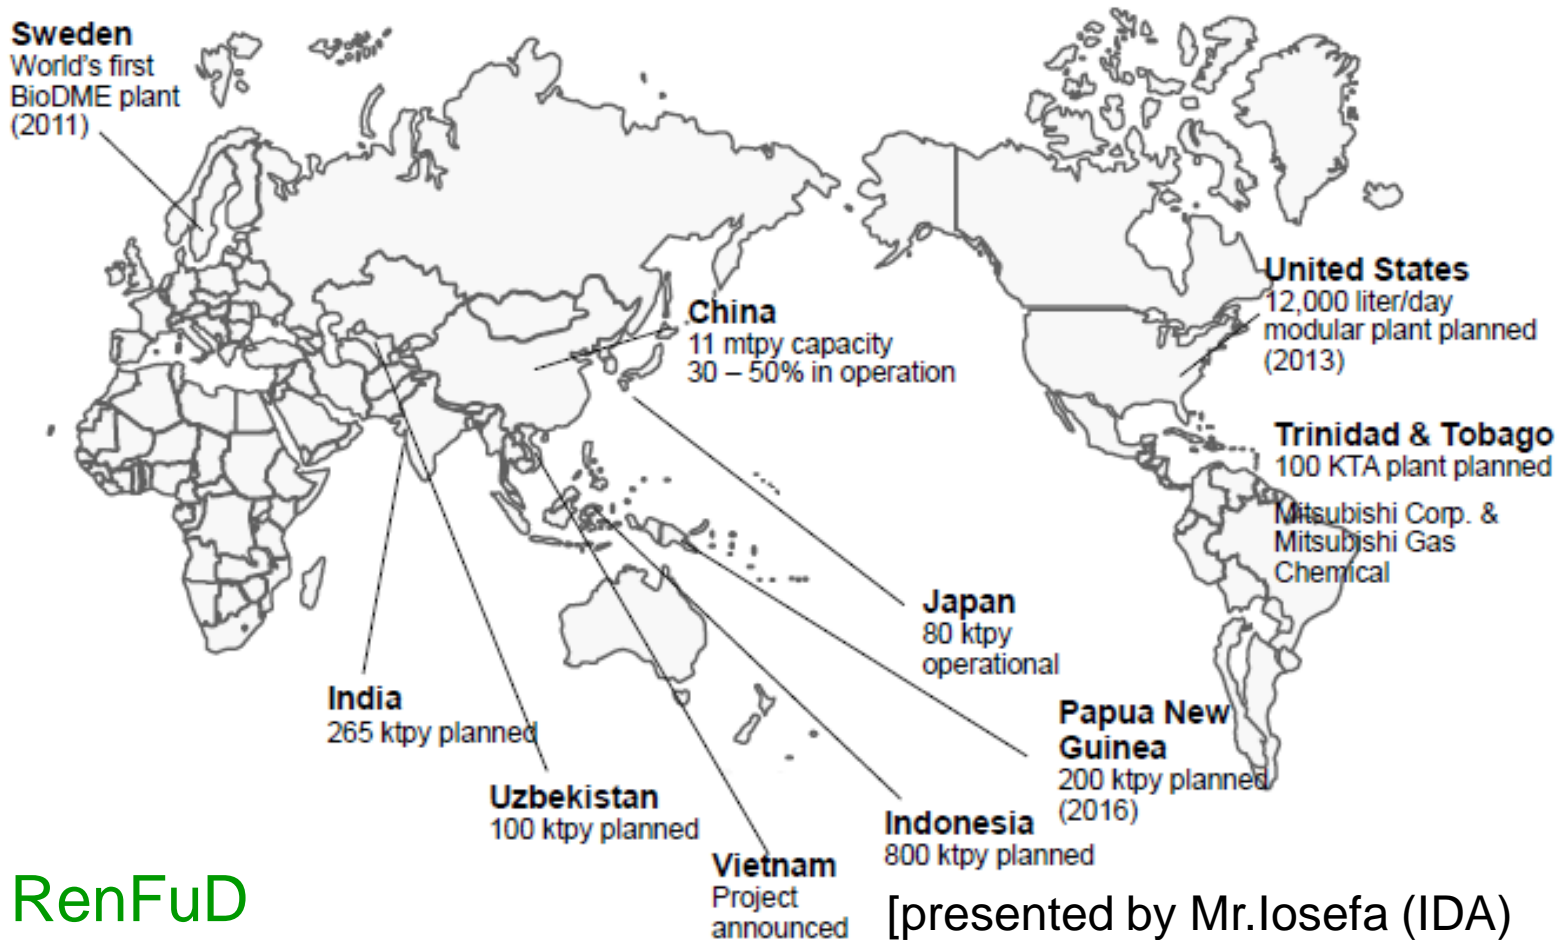 Sweden
World's first
BioDME plant
(2011)
China
11 mtpy capacity
30 – 50% in operation
United States
12,000 liter/day
modular plant planned
(2013)
Trinidad & Tobago
100 KTA plant planned
Mitsubishi Corp. &
Mitsubishi Gas
Chemical
Japan
80 ktpy
operational
India
265 ktpy planned
Papua New
Guinea
200 ktpy planned
(2016)
Uzbekistan
100 ktpy planned
Indonesia
800 ktpy planned
Vietnam
Project
announced
RenFuD
[presented by Mr.Iosefa (IDA)